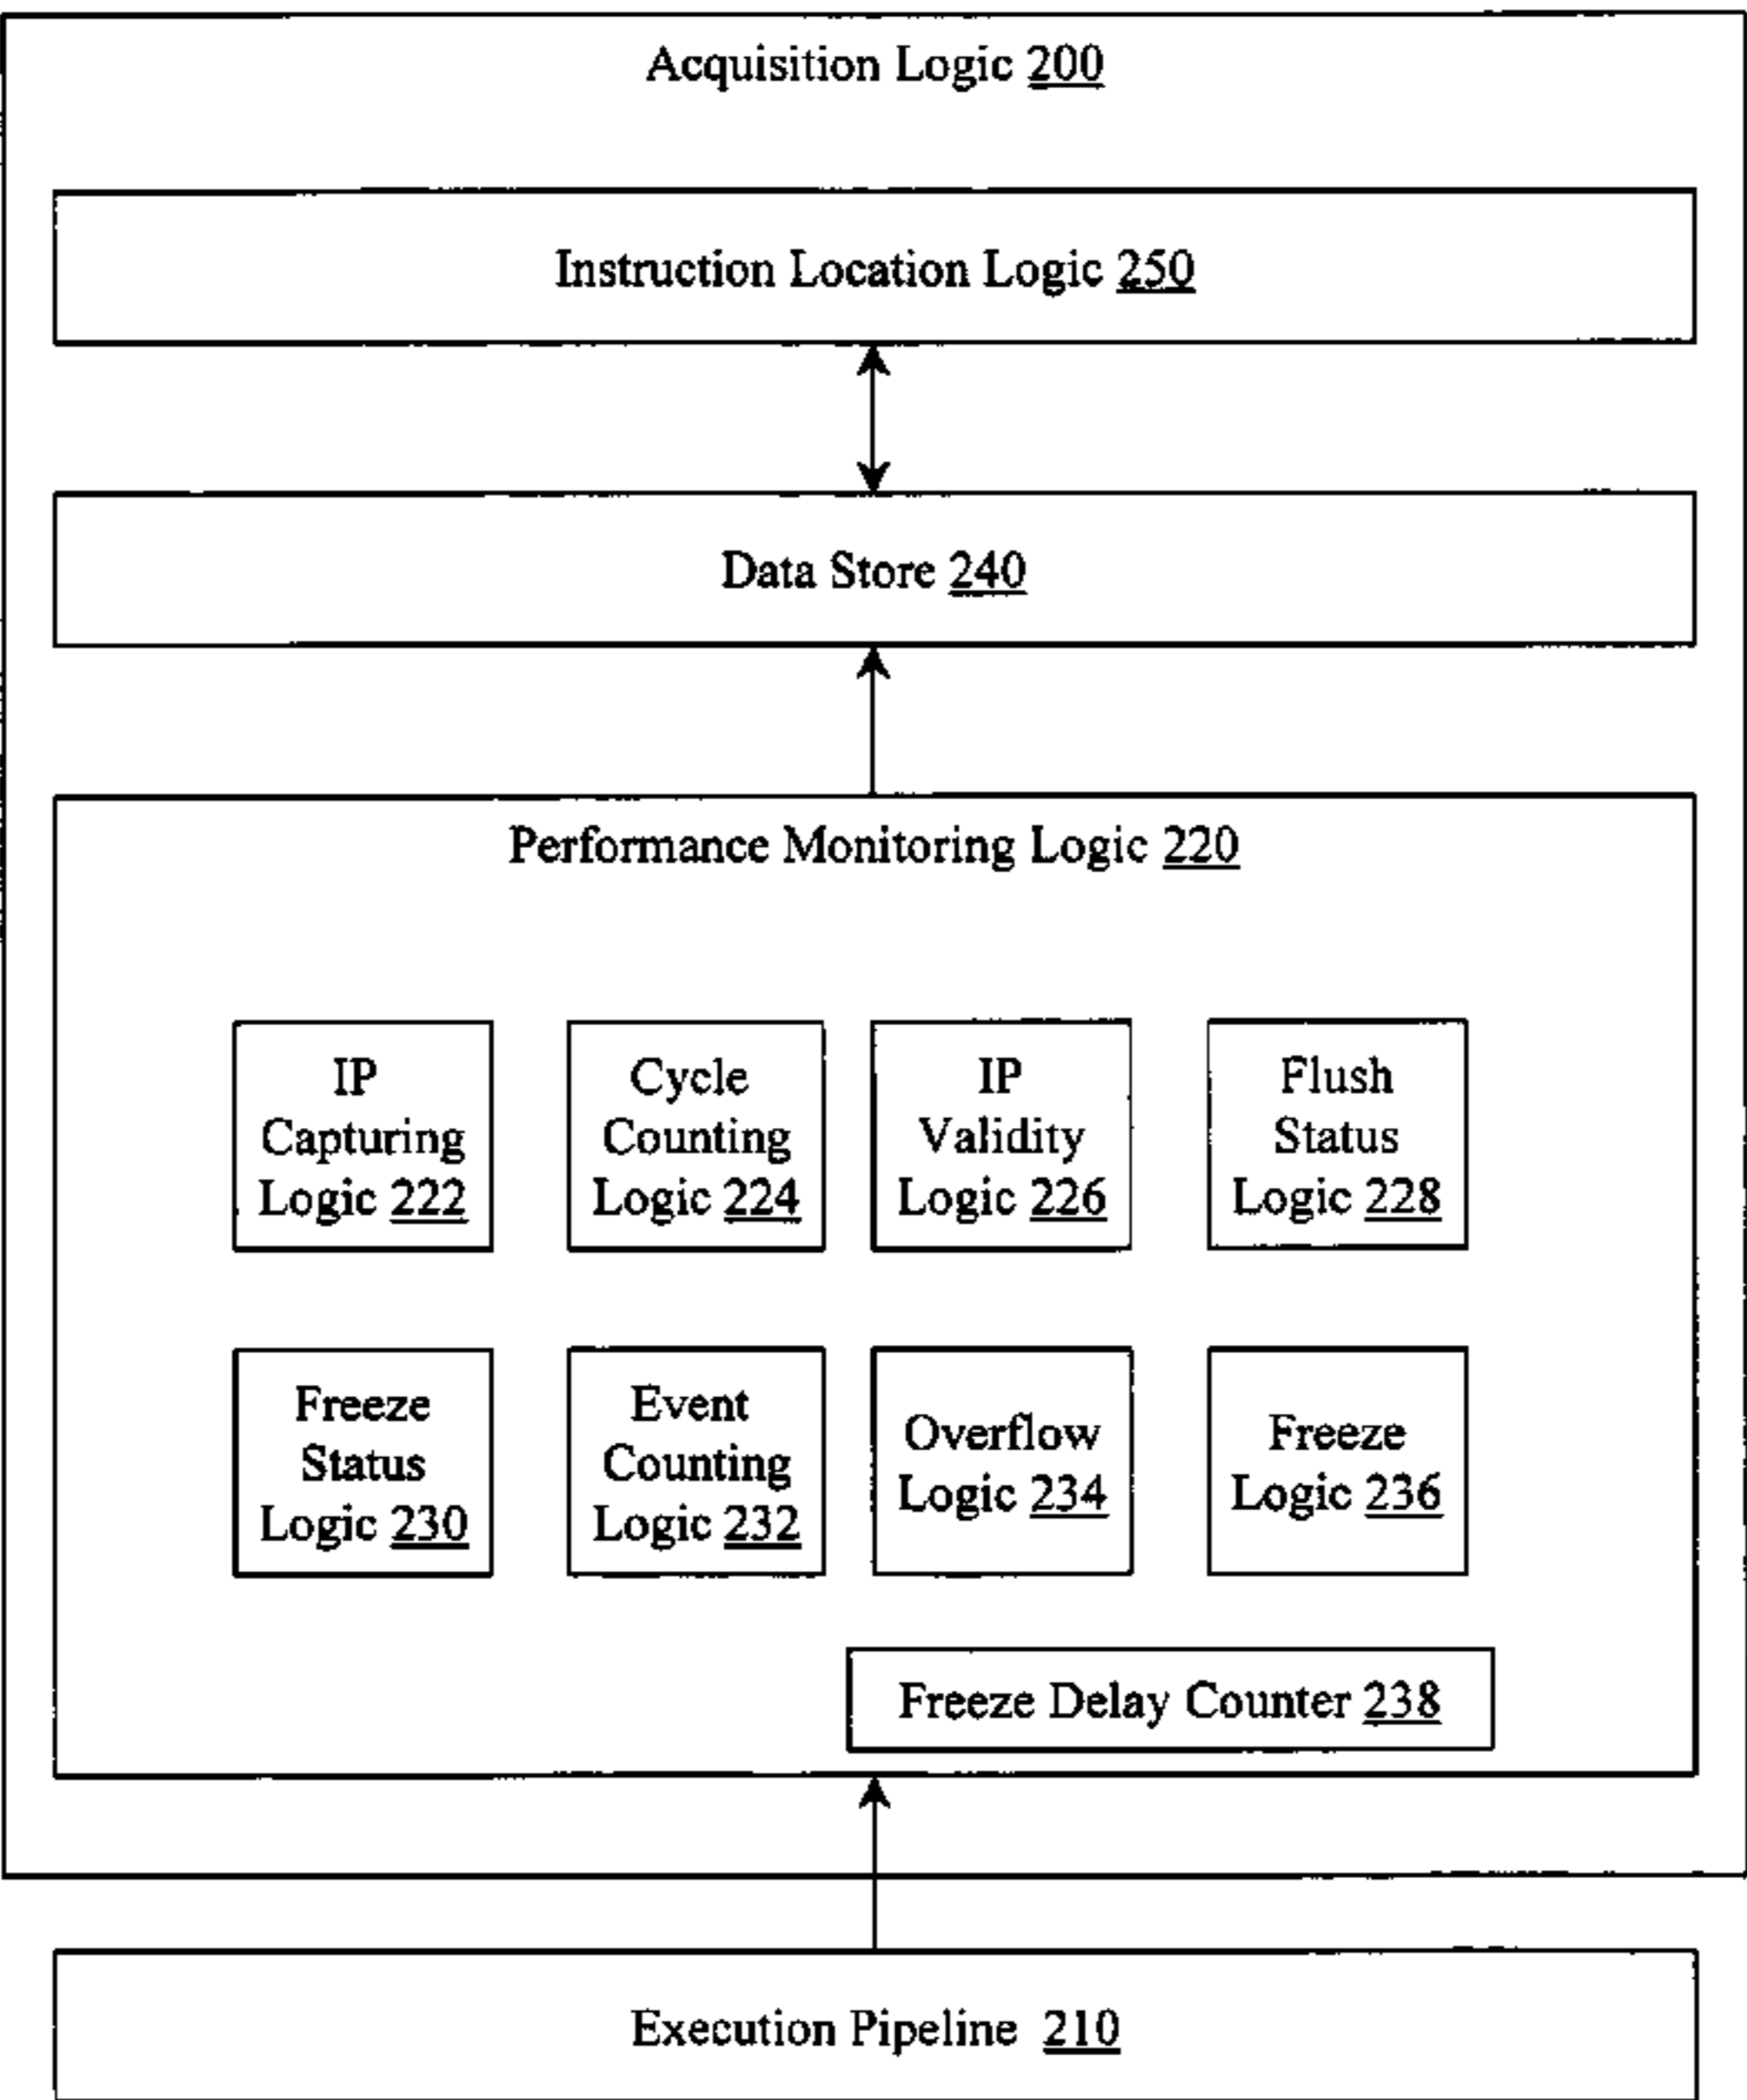 Acquisition Logic 200
Instruction Location Logic 250
Data Store 240
Performance Monitoring Logic 220
IP
Capturing
Logic 222
Cycle
Counting
Logic 224
IP
Validity
Logic 226
Flush
Status
Logic 228
Freeze
Status
Logic 230
Event
Counting
Logic 232
Overflow
Logic 234
Freeze
Logic 236
Freeze Delay Counter 238
Execution Pipeline 210